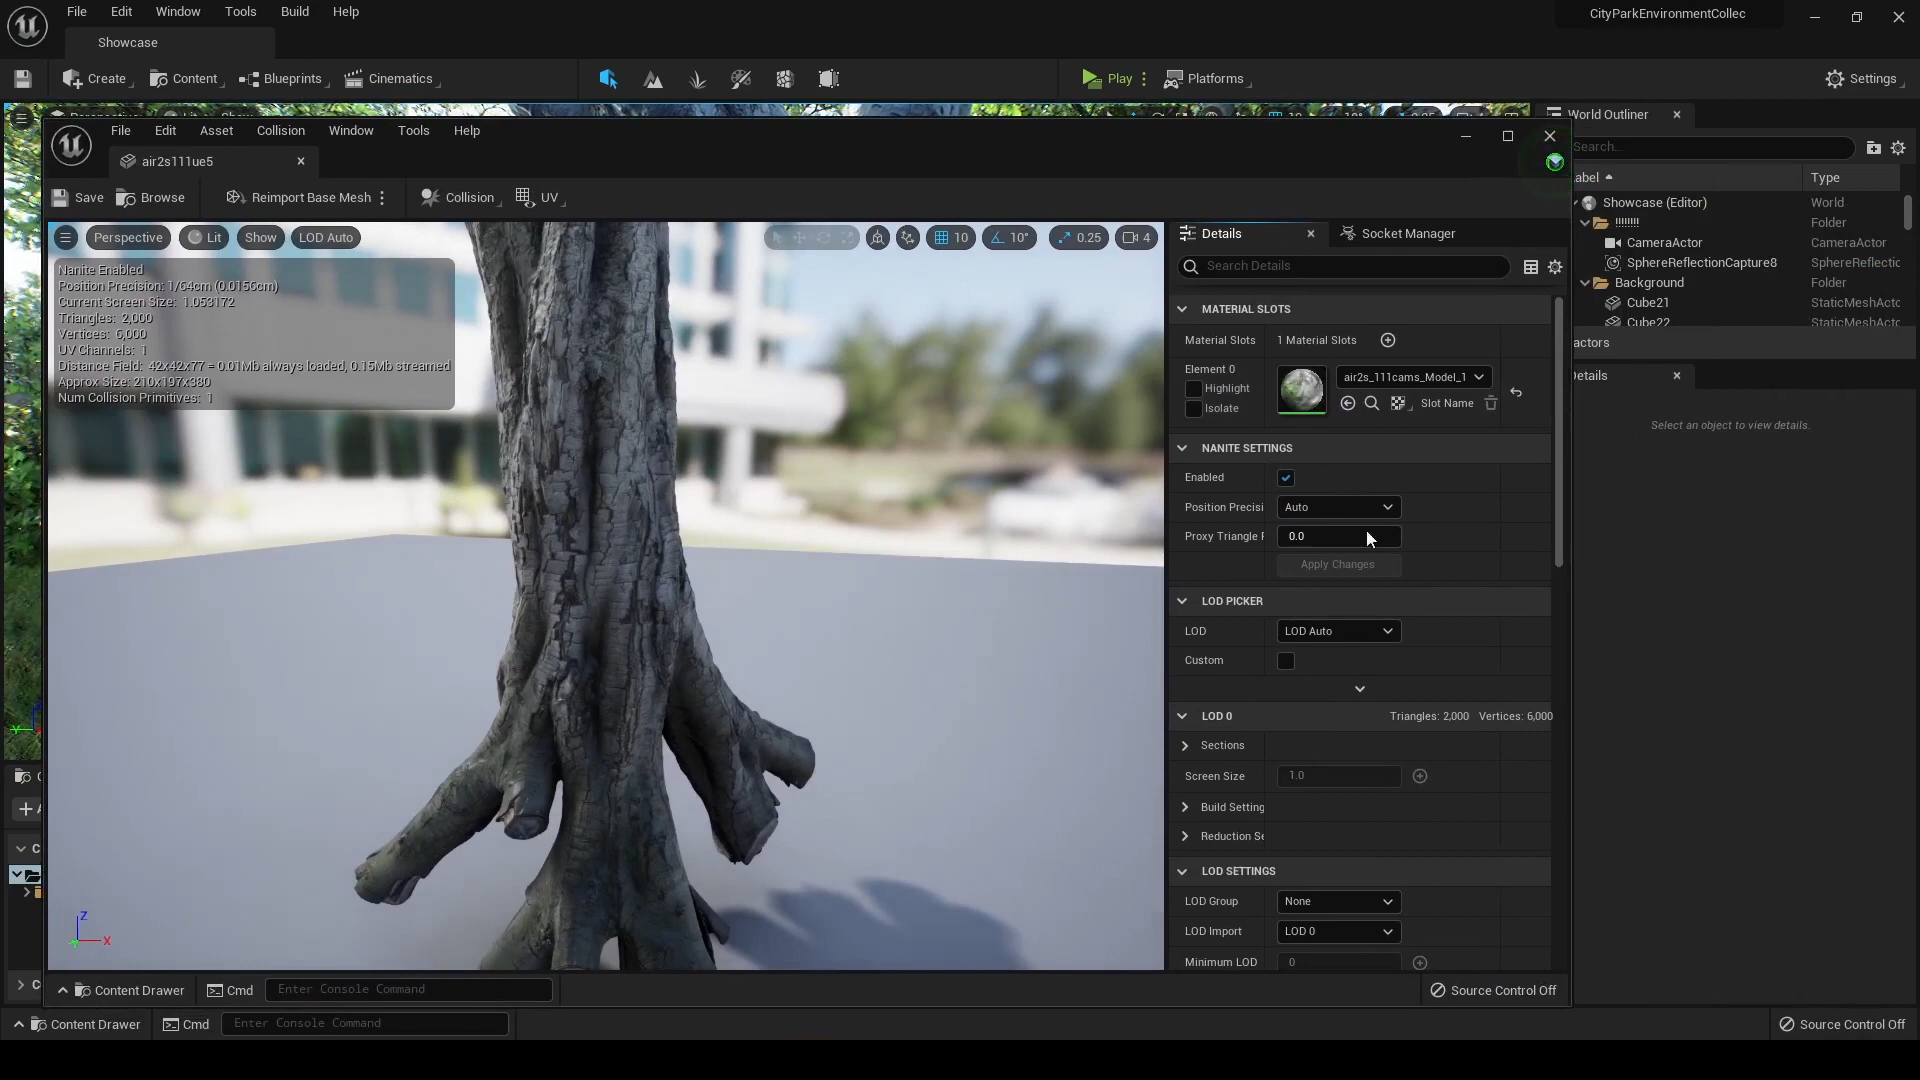 File Edit Window Tools Build Help
CityParkEnvironmentCollec
Showcase
Create Content Blueprints Cinematics Play Platforms Settings
World Outliner
File Edit Asset Collision Window Tools Help
Search...
air2s111ue5
abel Type
Save Browse Reimport Base Mesh Collision UV
Showcase (Editor) World
!!!!!!!! Folder
Perspective Lit Show LOD Auto 10 10° 0.25 4
Details Socket Manager
CameraActor CameraActor
Search Details
SphereReflectionCapture8 SphereReflectic
Nanite Enabled
Position Precision: 1/64cm (0.0156cm)
Current Screen Size: 1.053172
Triangles: 2,000
Vertices: 6,000
UV Channels: 1
Distance Field: 42x42x77 = 0.01Mb always loaded, 0.15Mb streamed
Approx Size: 210x197x380
Num Collision Primitives: 1
Background Folder
Cube21 StaticMeshActo
Cube22 StaticMeshActo
actors
Details
Select an object to view details.
MATERIAL SLOTS
Material Slots 1 Material Slots
Element 0
Highlight
Isolate
air2s_111cams_Model_1
Slot Name
NANITE SETTINGS
Enabled
Position Precisi Auto
Proxy Triangle P 0.0
Apply Changes
LOD PICKER
LOD LOD Auto
Custom
LOD 0 Triangles: 2,000 Vertices: 6,000
Sections
Screen Size 1.0
Build Setting
Reduction Se
LOD SETTINGS
LOD Group None
LOD Import LOD 0
Minimum LOD 0
Z
Y X
Content Drawer Cmd Enter Console Command Source Control Off
Content Drawer Cmd Enter Console Command Source Control Off